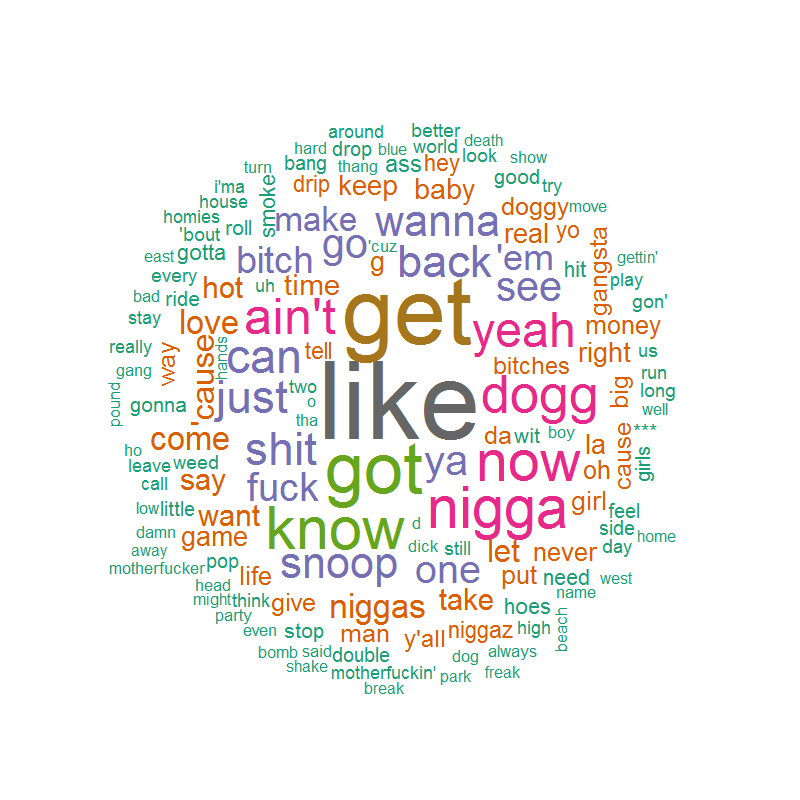 around better
hard drop blue world death
turn bang thang ass hey look show
i'ma smoke drip keep baby good try
house make wanna doggy move
homies
'bout roll go 'cuz real yo
east gotta bitch g back 'em gangsta gettin'
every uh time see hit play
bad ride hot get gon'
stay love ain't yeah money
really way 'cause hands can tell right us
gang bitches run
pound just two like dogg big long
gonna o well
tha
come da wit boy la cause ***
ho shit got ya now oh girls
leave weed
call say fuck nigga girl
low little want know d feel
damn side home
away game dick still let never day
motherfucker pop snoop one put need west
head life name
might think give niggas take hoes beach
party
even stop man y'all niggaz high
bomb said double dog always
shake motherfuckin' park freak
break